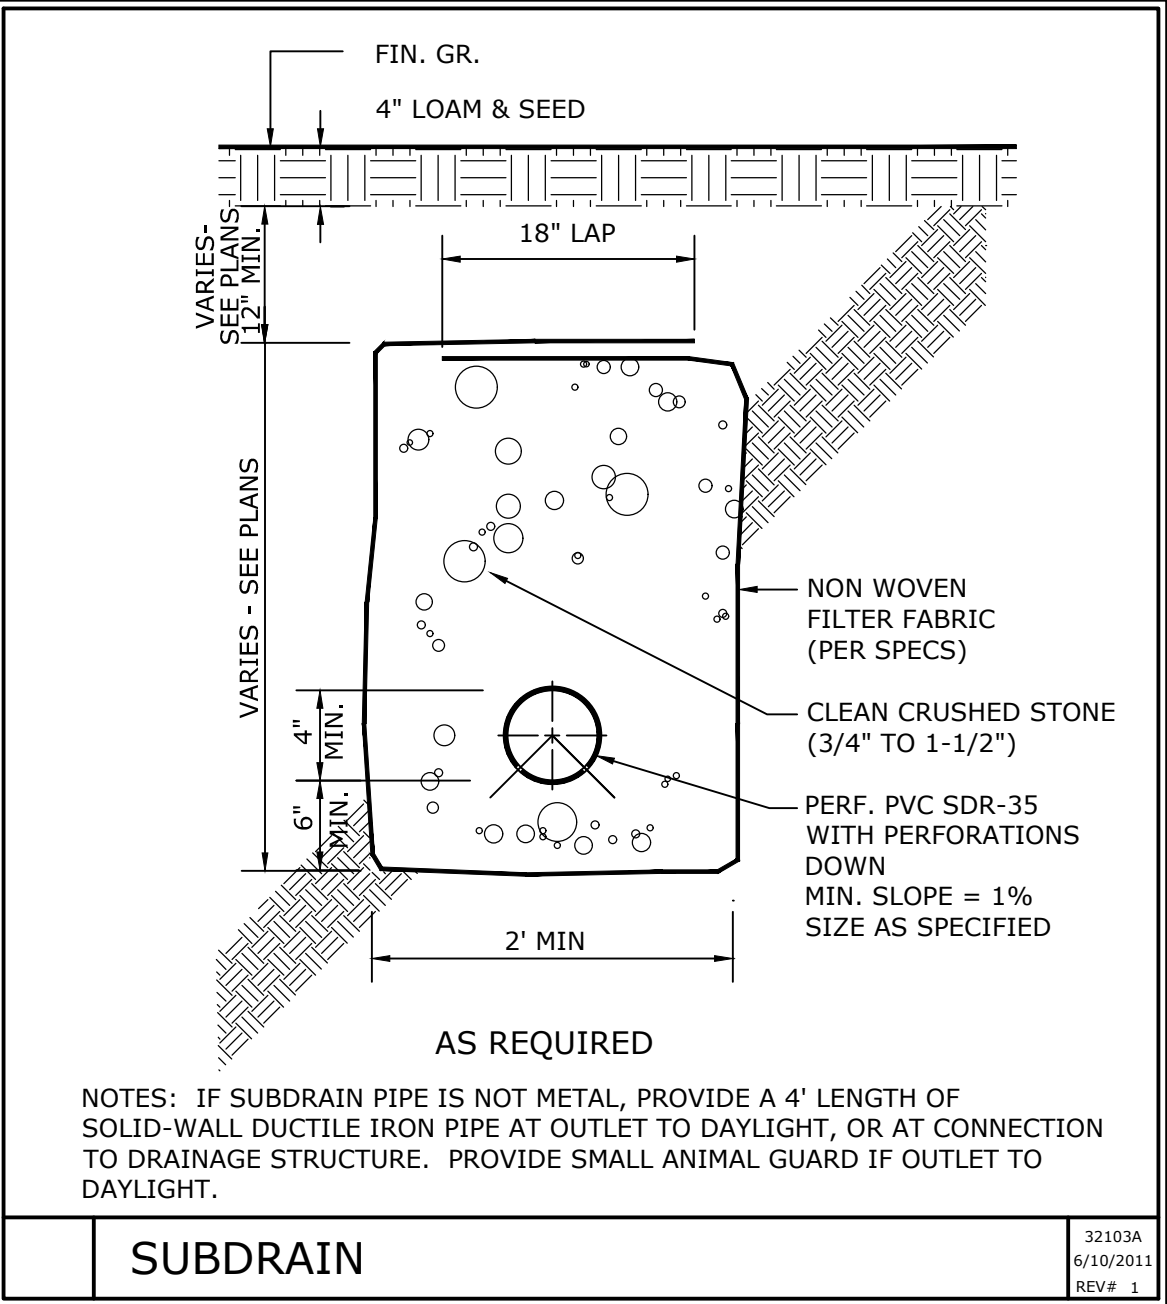 FIN. GR.
4" LOAM & SEED
VARIES-
SEE PLANS
12" MIN.
18" LAP
VARIES - SEE PLANS
NON WOVEN
FILTER FABRIC
(PER SPECS)
4"
MIN.
CLEAN CRUSHED STONE
(3/4" TO 1-1/2")
6"
MIN.
PERF. PVC SDR-35
WITH PERFORATIONS
DOWN
MIN. SLOPE = 1%
SIZE AS SPECIFIED
2' MIN
AS REQUIRED
NOTES: IF SUBDRAIN PIPE IS NOT METAL, PROVIDE A 4' LENGTH OF
SOLID-WALL DUCTILE IRON PIPE AT OUTLET TO DAYLIGHT, OR AT CONNECTION
TO DRAINAGE STRUCTURE. PROVIDE SMALL ANIMAL GUARD IF OUTLET TO
DAYLIGHT.
SUBDRAIN
32103A
6/10/2011
REV# 1